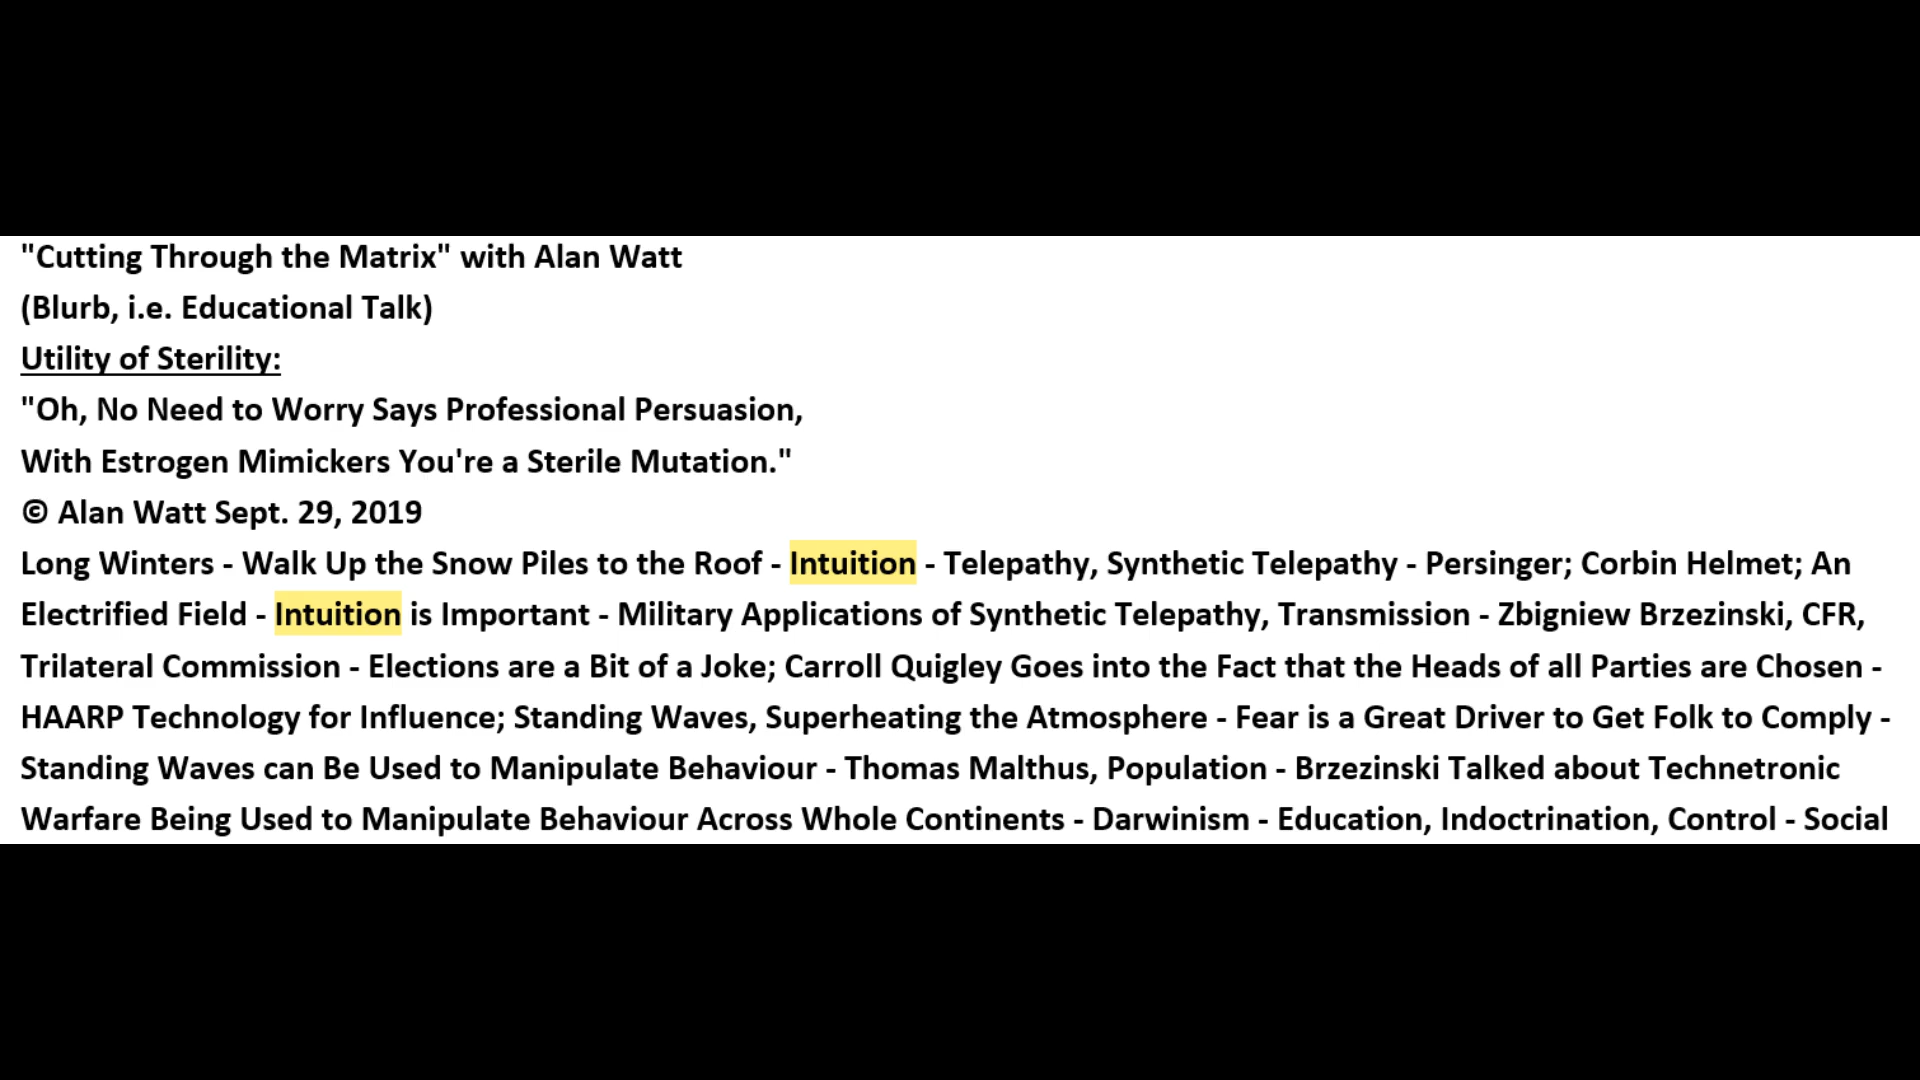 "Cutting Through the Matrix" with Alan Watt
(Blurb, i.e. Educational Talk)
Utility of Sterility:
"Oh, No Need to Worry Says Professional Persuasion,
With Estrogen Mimickers You're a Sterile Mutation."
© Alan Watt Sept. 29, 2019
Long Winters - Walk Up the Snow Piles to the Roof - Intuition - Telepathy, Synthetic Telepathy - Persinger; Corbin Helmet; An
Electrified Field - Intuition is Important - Military Applications of Synthetic Telepathy, Transmission - Zbigniew Brzezinski, CFR,
Trilateral Commission - Elections are a Bit of a Joke; Carroll Quigley Goes into the Fact that the Heads of all Parties are Chosen -
HAARP Technology for Influence; Standing Waves, Superheating the Atmosphere - Fear is a Great Driver to Get Folk to Comply -
Standing Waves can Be Used to Manipulate Behaviour - Thomas Malthus, Population - Brzezinski Talked about Technetronic
Warfare Being Used to Manipulate Behaviour Across Whole Continents - Darwinism - Education, Indoctrination, Control - Social